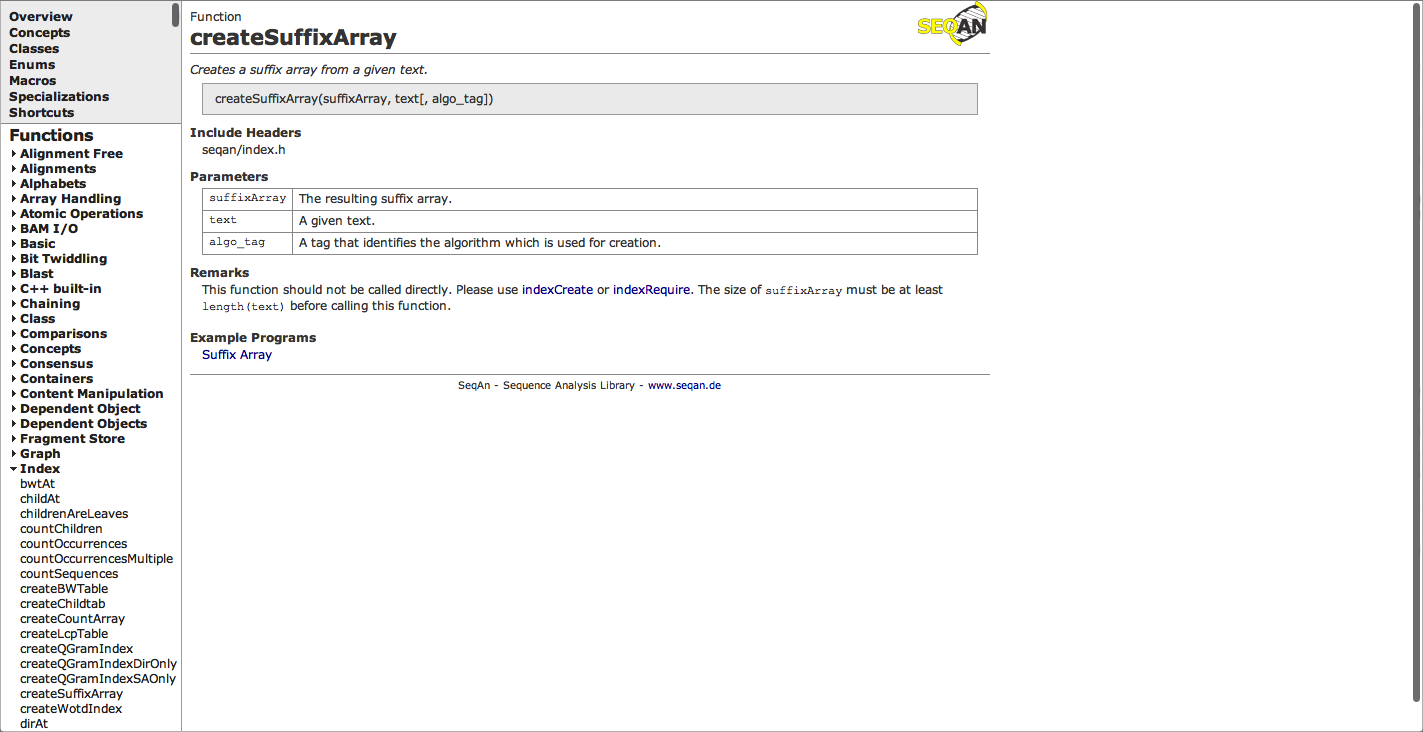 Overview
Concepts
Classes
Enums
Macros
Specializations
Shortcuts
Functions
Alignment Free
Alignments
Alphabets
Array Handling
Atomic Operations
BAM I/O
Basic
Bit Twiddling
Blast
C++ built-in
Chaining
Class
Comparisons
Concepts
Consensus
Containers
Content Manipulation
Dependent Object
Dependent Objects
Fragment Store
Graph
Index
bwtAt
childAt
childrenAreLeaves
countChildren
countOccurrences
countOccurrencesMultiple
countSequences
createBWTable
createChildtab
createCountArray
createLcpTable
createQGramIndex
createQGramIndexDirOnly
createQGramIndexSAOnly
createSuffixArray
createWotdIndex
dirAt
Function
createSuffixArray
SEQAN
Creates a suffix array from a given text.
createSuffixArray(suffixArray, text[, algo_tag])
Include Headers
seqan/index.h
Parameters
suffixArray The resulting suffix array.
text A given text.
algo_tag A tag that identifies the algorithm which is used for creation.
Remarks
This function should not be called directly. Please use indexCreate or indexRequire. The size of suffixArray must be at least
length(text) before calling this function.
Example Programs
Suffix Array
SeqAn - Sequence Analysis Library - www.seqan.de